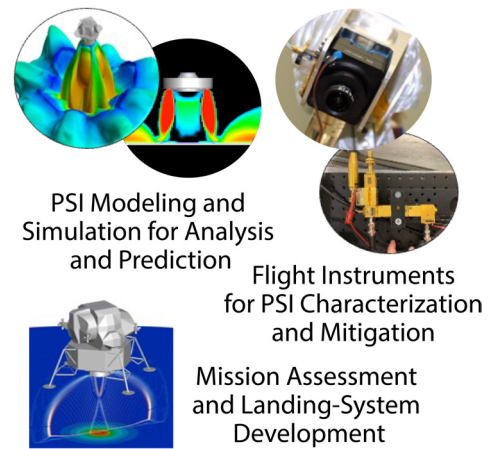 PSI Modeling and
Simulation for Analysis
and Prediction
Flight Instruments
for PSI Characterization
and Mitigation
Mission Assessment
and Landing-System
Development